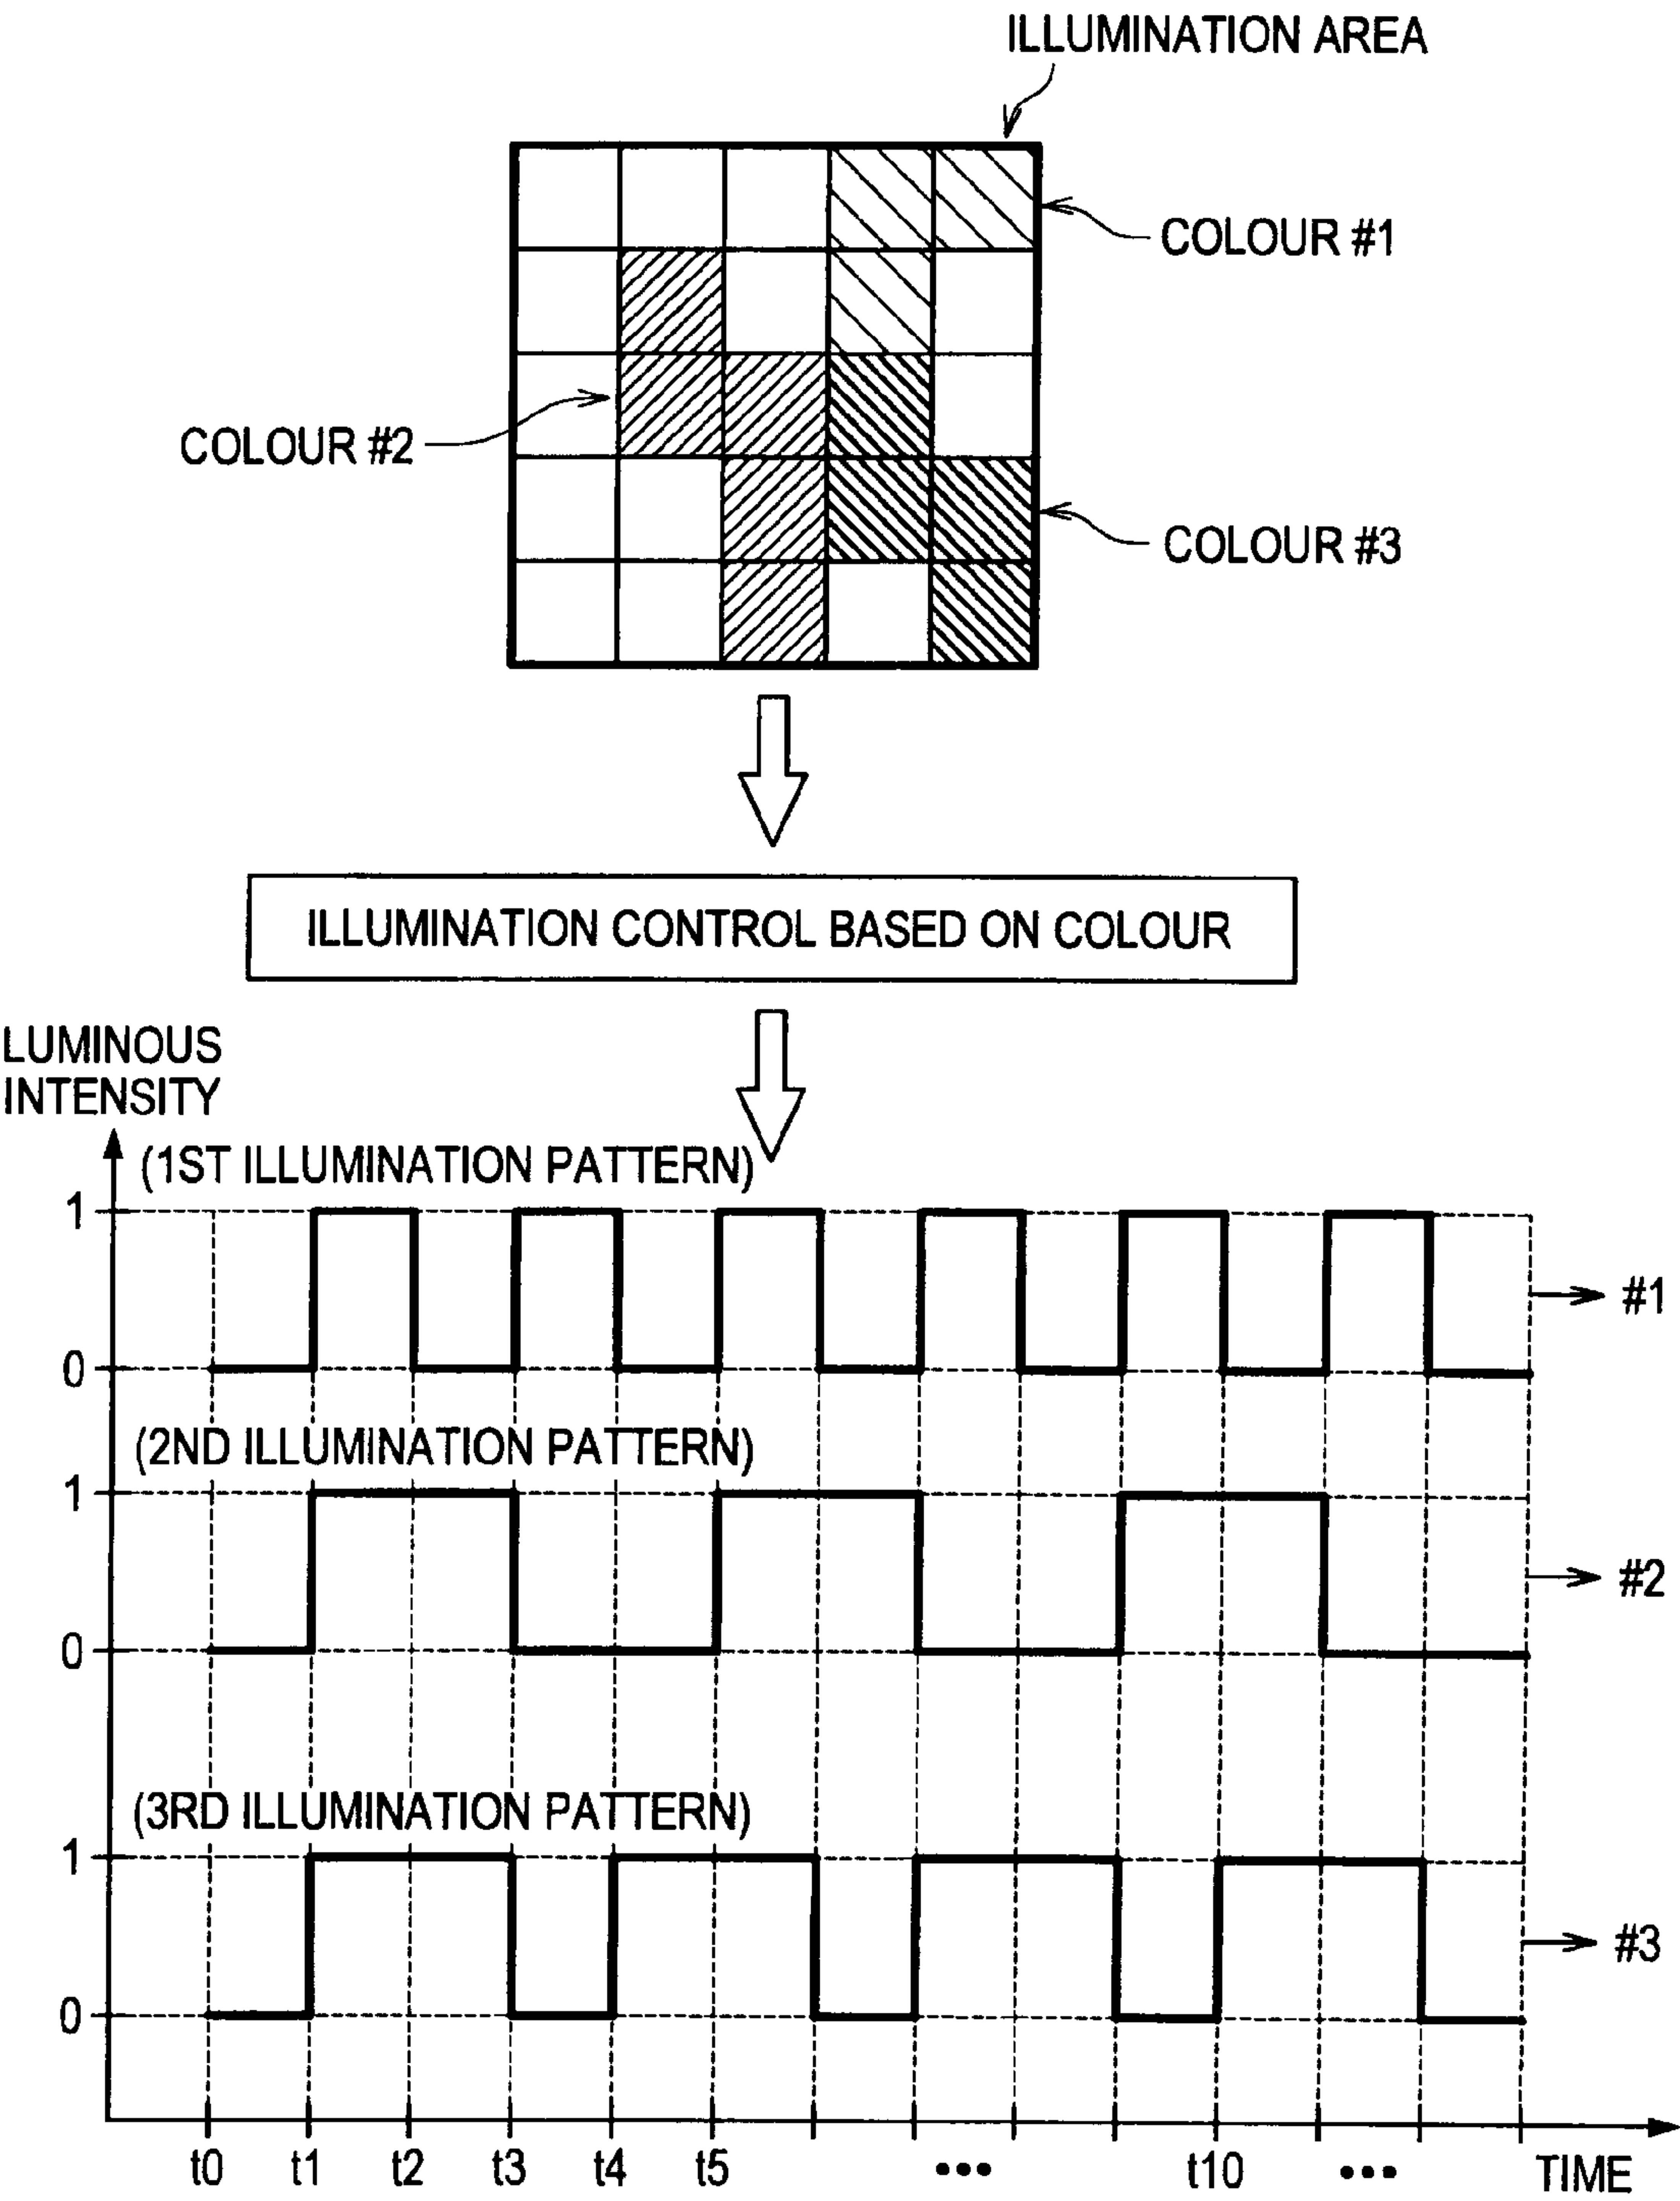 ILLUMINATION AREA
COLOUR #1
COLOUR #2
COLOUR #3
ILLUMINATION CONTROL BASED ON COLOUR
LUMINOUS
INTENSITY
(1ST ILLUMINATION PATTERN)
1
#1
0
(2ND ILLUMINATION PATTERN)
1
#2
0
(3RD ILLUMINATION PATTERN)
1
#3
0
t0 t1 t2 t3 t4 t5 ••• t10 ••• TIME